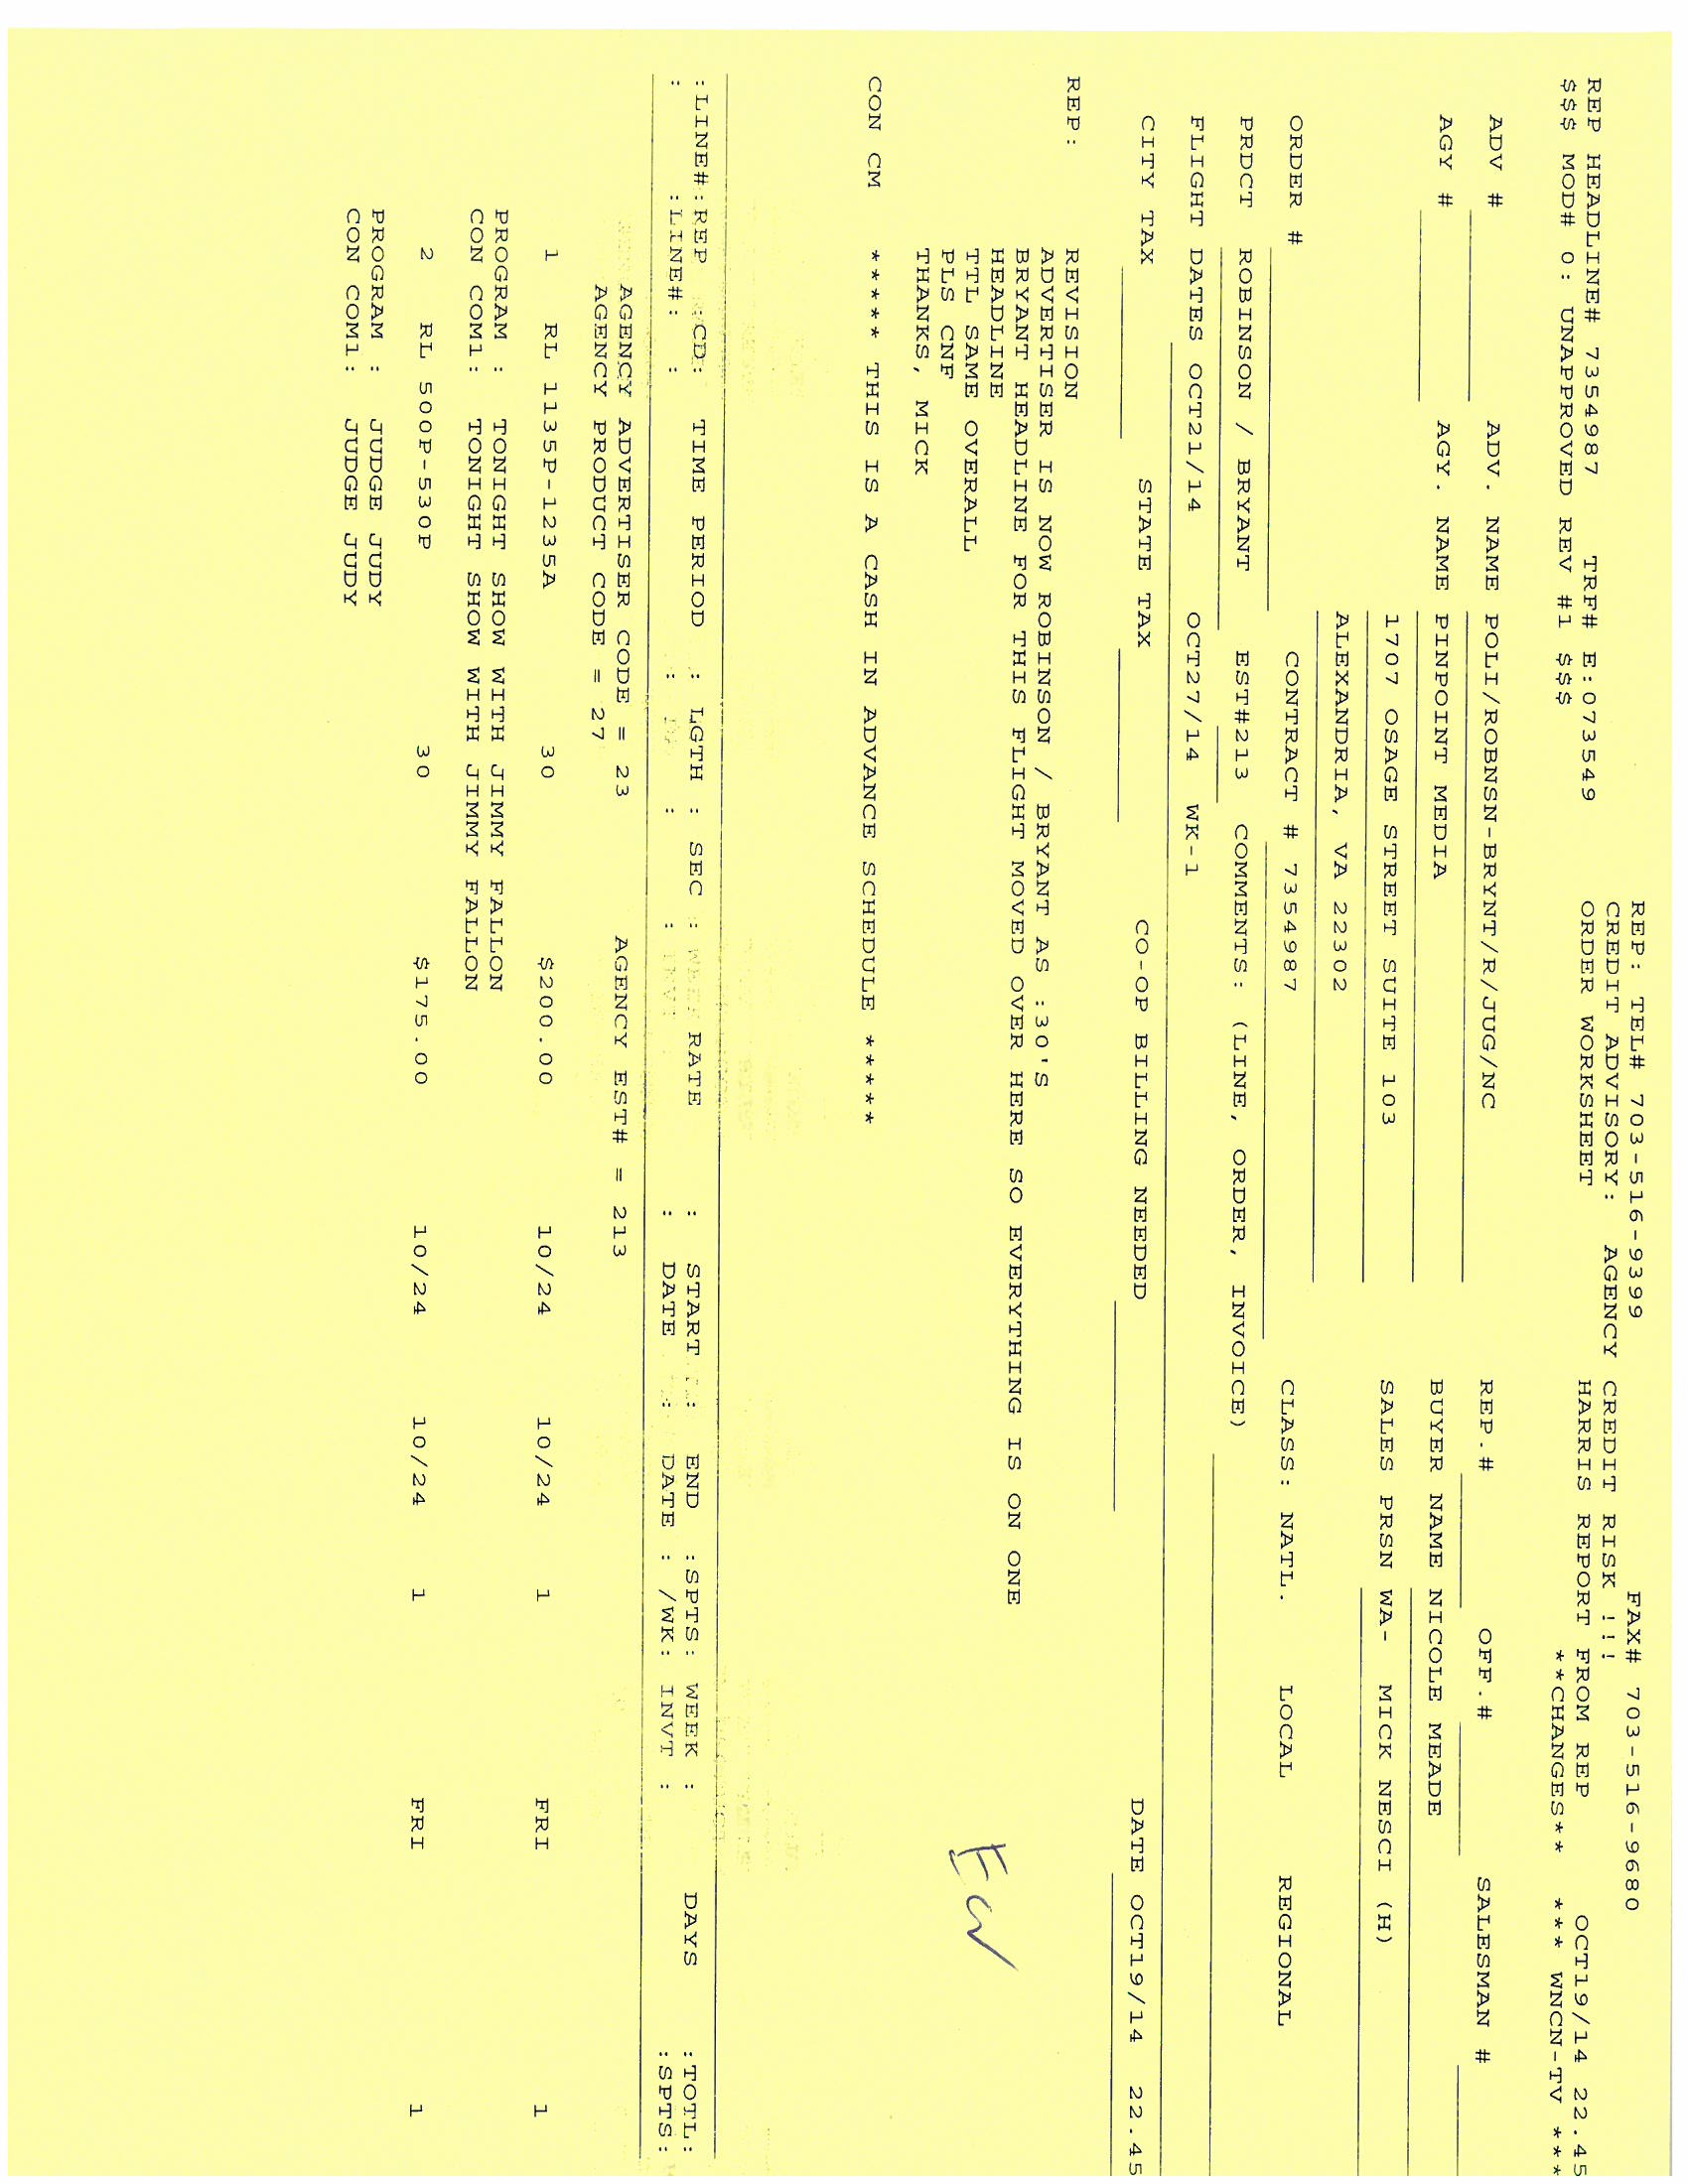 REP: TEL# 703-516-9399 FAX# 703-516-9680
CREDIT ADVISORY: AGENCY CREDIT RISK !!!
REP HEADLINE# 7354987 TRF# E:073549 ORDER WORKSHEET HARRIS REPORT FROM REP OCT19/14 22.45
$$$ MOD# 0: UNAPPROVED REV #1 $$$ **CHANGES** *** WNCN-TV ***
ADV # ADV. NAME POLI/ROBNSN-BRYNT/R/JUG/NC REP.# OFF.# SALESMAN #
AGY # AGY. NAME PINPOINT MEDIA BUYER NAME NICOLE MEADE
1707 OSAGE STREET SUITE 103 SALES PRSN WA- MICK NESCI (H)
ALEXANDRIA, VA 22302
ORDER # CONTRACT # 7354987 CLASS: NATL. LOCAL REGIONAL
PRDCT ROBINSON / BRYANT EST#213 COMMENTS: (LINE, ORDER, INVOICE)
FLIGHT DATES OCT21/14 OCT27/14 WK-1
CITY TAX STATE TAX CO-OP BILLING NEEDED DATE OCT19/14 22.45
REP:
REVISION
ADVERTISER IS NOW ROBINSON / BRYANT AS :30'S
BRYANT HEADLINE FOR THIS FLIGHT MOVED OVER HERE SO EVERYTHING IS ON ONE
HEADLINE
TTL SAME OVERALL
PLS CNF
THANKS, MICK
CON CM ***** THIS IS A CASH IN ADVANCE SCHEDULE *****
:LINE#:REP :CD: TIME PERIOD : LGTH : SEC : RATE : START : END :SPTS: WEEK : DAYS :TOTL:
: :LINE#: : : : : : DATE : DATE : /WK: INVT : :SPTS:
AGENCY ADVERTISER CODE = 23 AGENCY EST# = 213
AGENCY PRODUCT CODE = 27
1 RL 1135P-1235A 30 $200.00 10/24 10/24 1 FRI 1
PROGRAM : TONIGHT SHOW WITH JIMMY FALLON
CON COM1: TONIGHT SHOW WITH JIMMY FALLON
2 RL 500P-530P 30 $175.00 10/24 10/24 1 FRI 1
PROGRAM : JUDGE JUDY
CON COM1: JUDGE JUDY